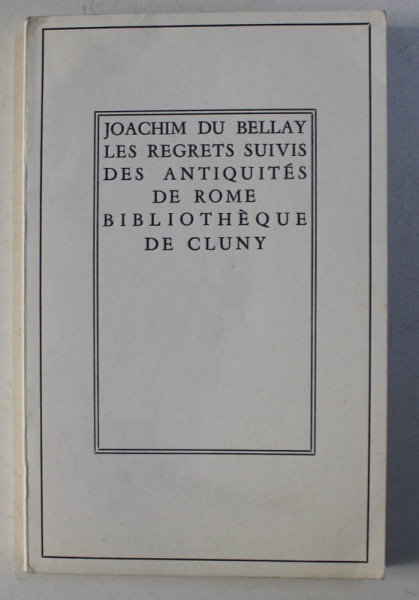 JOACHIM DU BELLAY
LES REGRETS SUIVIS
DES ANTIQUITÉS
DE ROME
BIBLIOTHÈQUE
DE CLUNY